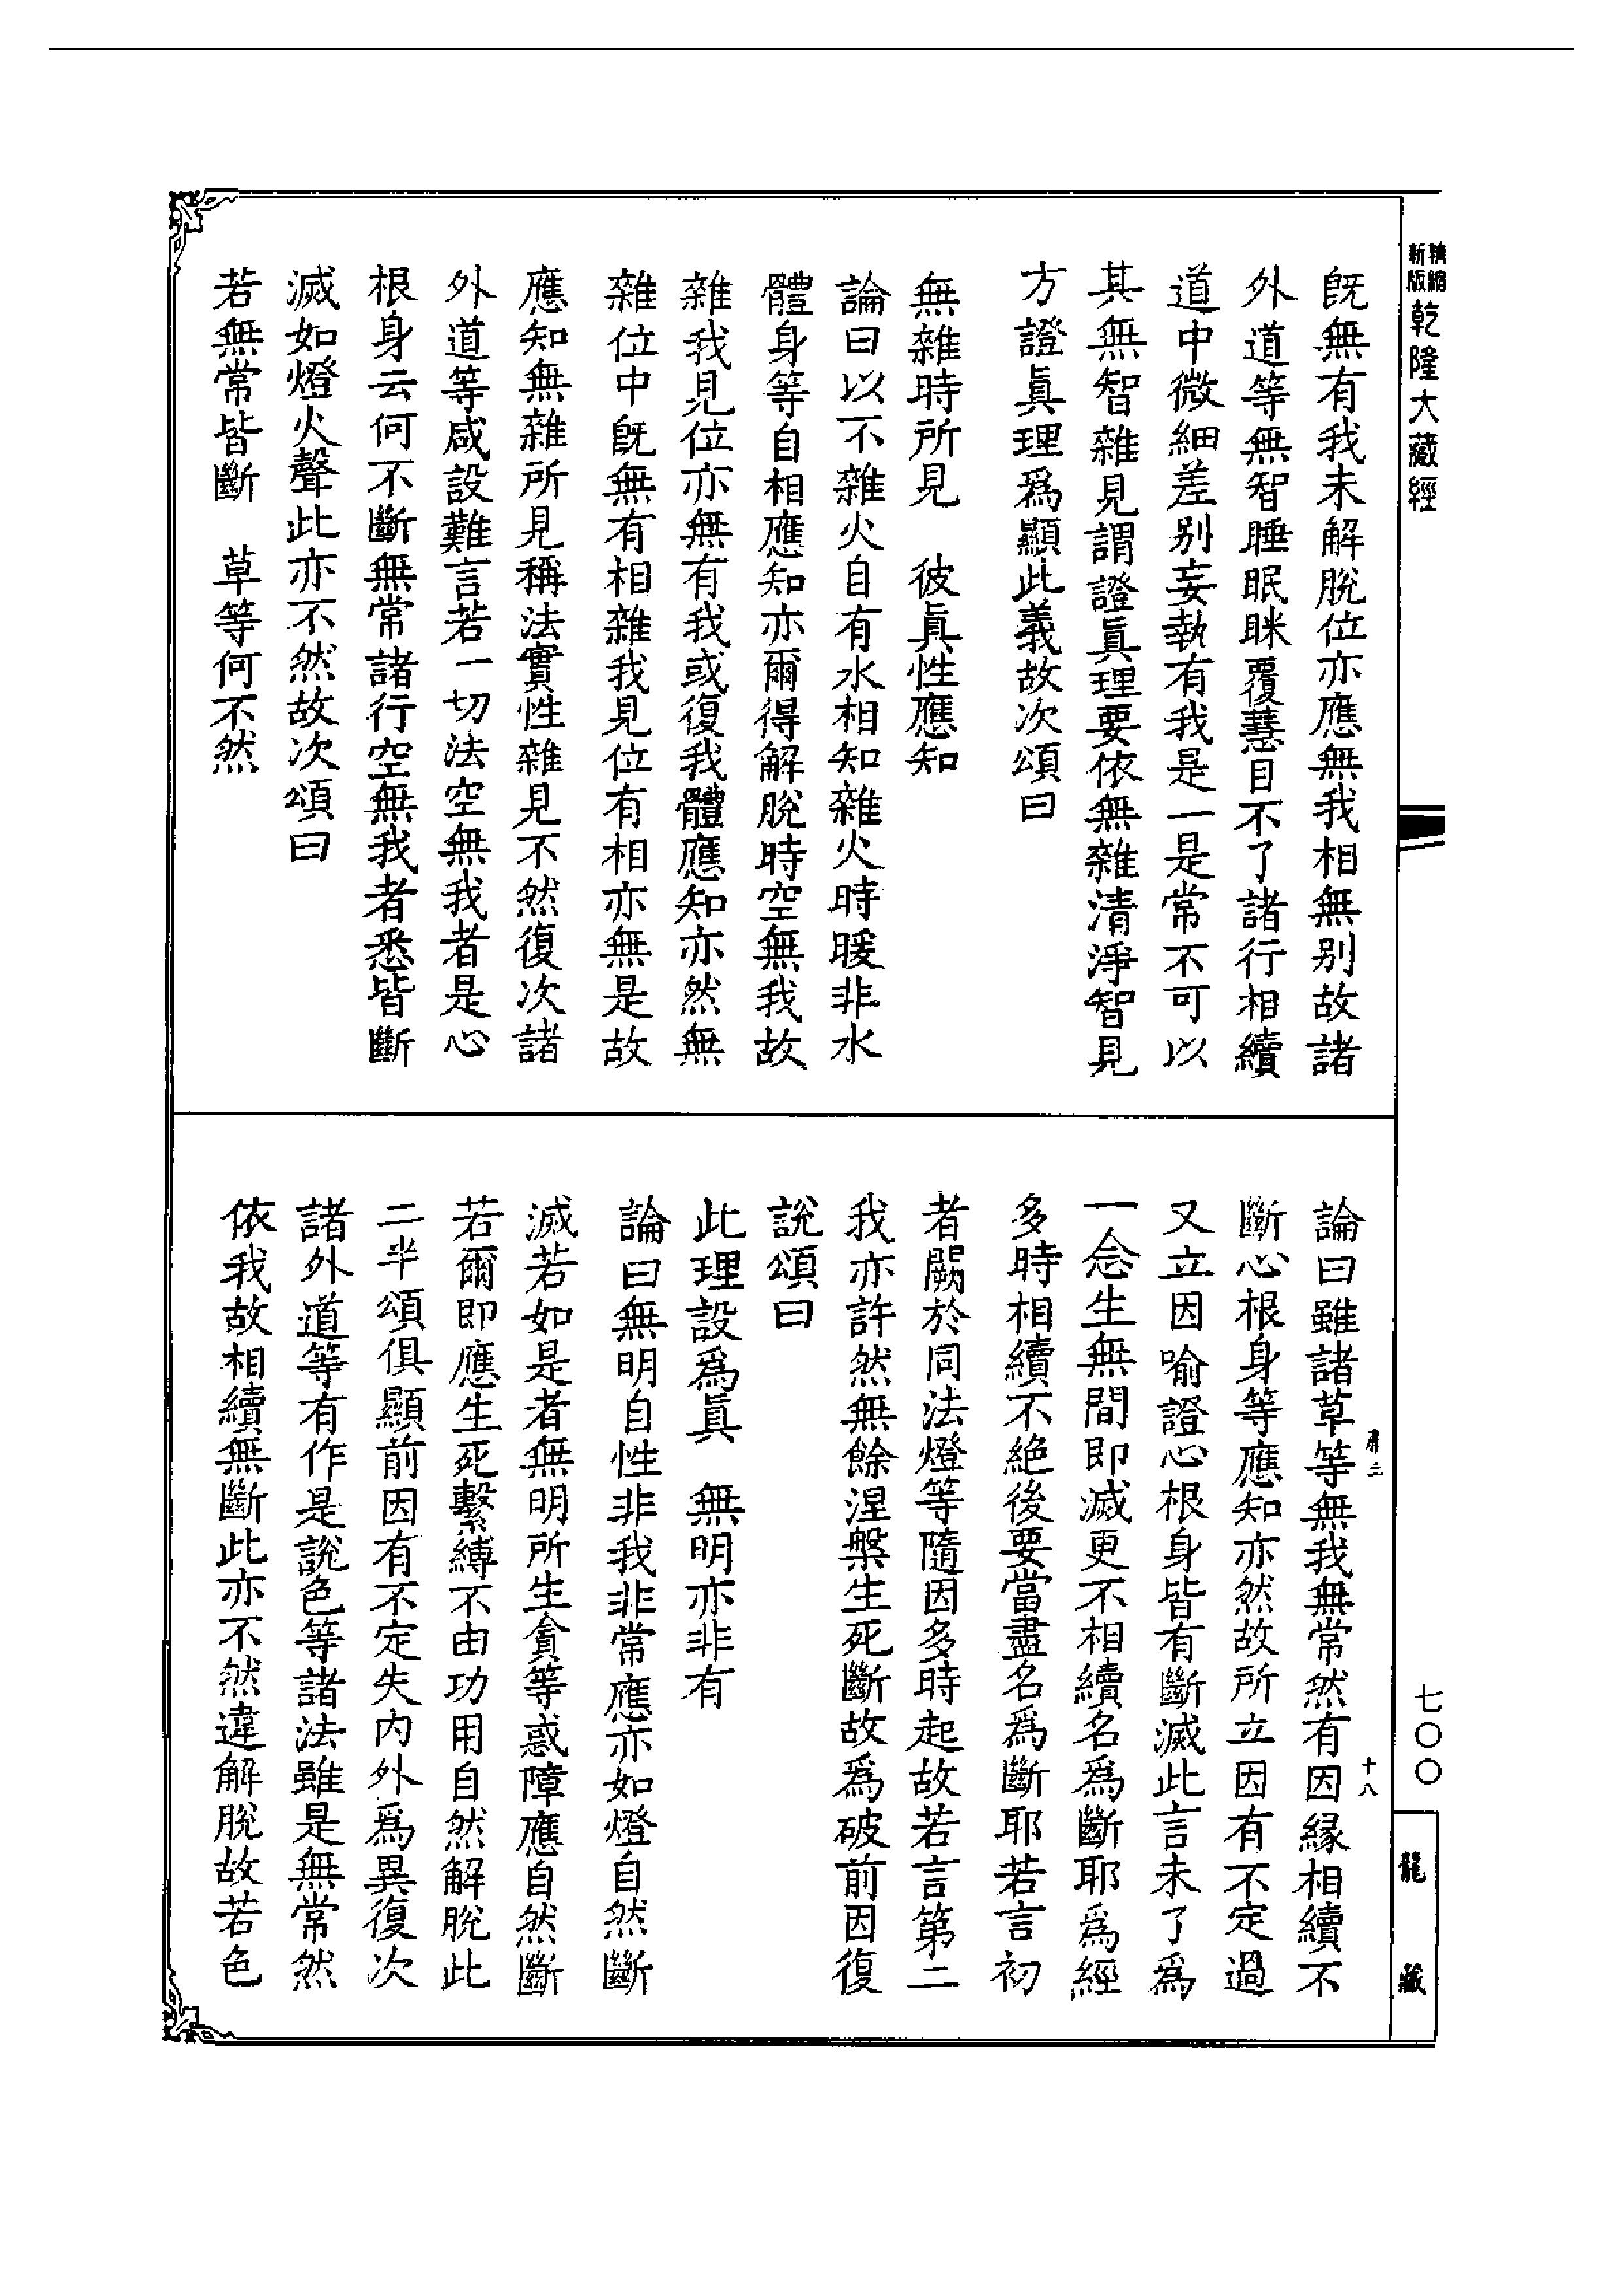 精縮新版乾隆大藏經
既無有我未解脫位亦應無我相無別故諸
外道等無智睡眠眯覆慧目不了諸行相續
道中微細差別妄執有我是一是常不可以
其無智雜見謂證眞理要依無雜清淨智見
方證眞理爲顯此義故次頌曰
無雜時所見　彼眞性應知
論曰以不雜火自有水相知雜火時暖非水
體身等自相應知亦爾得解脫時空無我故
雜我見位亦無有我或復我體應知亦然無
雜位中既無有相雜我見位有相亦無是故
應知無雜所見稱法實性雜見不然復次諸
外道等咸設難言若一切法空無我者是心
根身云何不斷無常諸行空無我者悉皆斷
滅如燈火聲此亦不然故次頌曰
若無常皆斷　草等何不然
論曰雖諸草等無我無常然有因緣相續不
斷心根身等應知亦然故所立因有不定過
又立因喻證心根身皆有斷滅此言未了爲
一念生無間即滅更不相續名爲斷耶爲經
多時相續不絶後要當盡名爲斷耶若言初
者闕於同法燈等隨因多時起故若言第二
我亦許然無餘涅槃生死斷故爲破前因復
說頌曰
此理設爲眞　無明亦非有
論曰無明自性非我非常應亦如燈自然斷
滅若如是者無明所生貪等惑障應自然斷
若爾即應生死繫縛不由功用自然解脫此
二半頌俱顯前因有不定失內外爲異復次
諸外道等有作是說色等諸法雖是無常然
依我故相續無斷此亦不然違解脫故若色
十八
七〇〇
龍藏